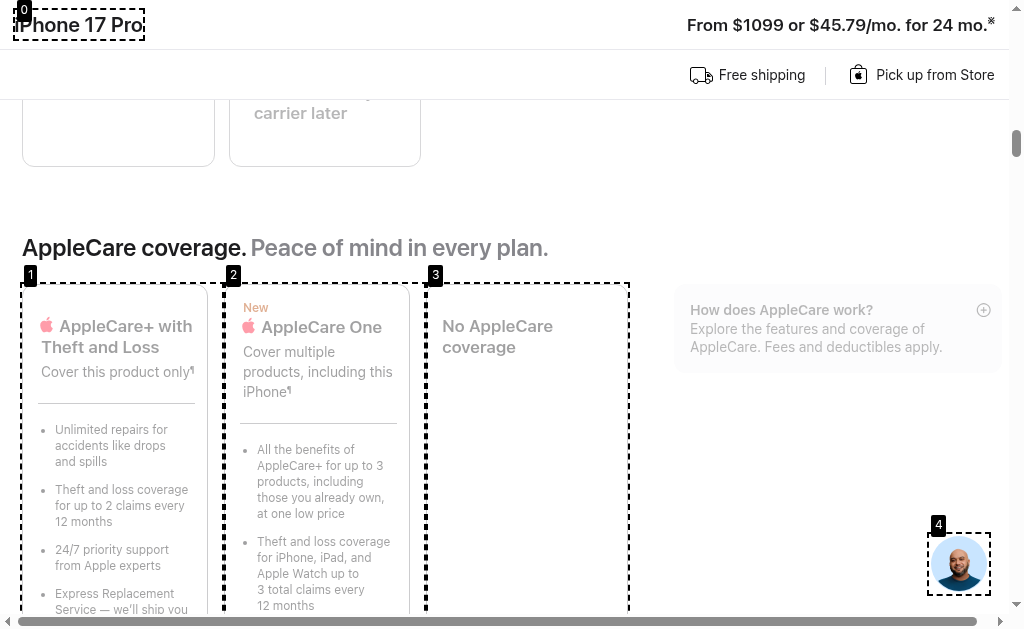 0
iPhone 17 Pro
From $1099 or $45.79/mo. for 24 mo.※
Free shipping
Pick up from Store
carrier later
AppleCare coverage. Peace of mind in every plan.
1
AppleCare+ with
Theft and Loss
Cover this product only¶
Unlimited repairs for
accidents like drops
and spills
Theft and loss coverage
for up to 2 claims every
12 months
24/7 priority support
from Apple experts
Express Replacement
Service — we'll ship you
2
New
AppleCare One
Cover multiple
products, including this
iPhone¶
All the benefits of
AppleCare+ for up to 3
products, including
those you already own,
at one low price
Theft and loss coverage
for iPhone, iPad, and
Apple Watch up to
3 total claims every
12 months
3
No AppleCare
coverage
How does AppleCare work?
Explore the features and coverage of
AppleCare. Fees and deductibles apply.
4